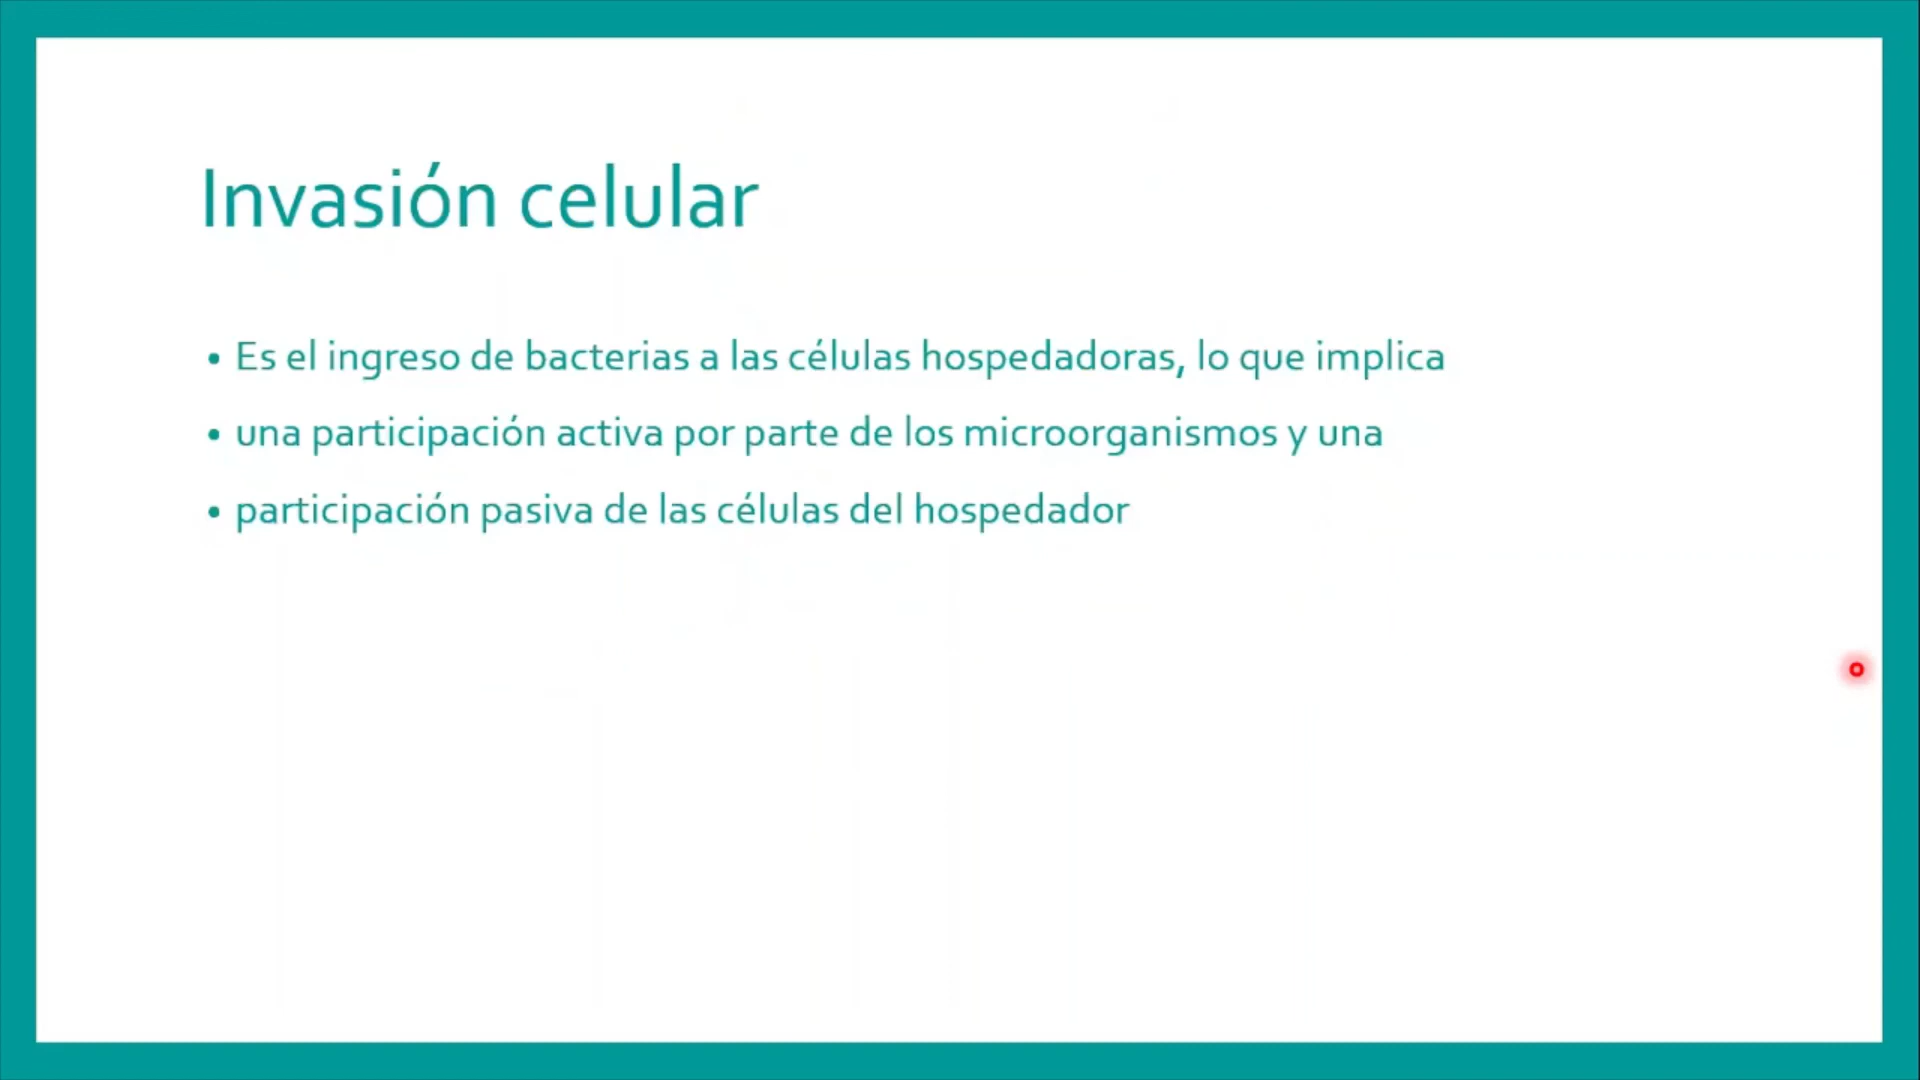 Invasión celular
• Es el ingreso de bacterias a las células hospedadoras, lo que implica
• una participación activa por parte de los microorganismos y una
• participación pasiva de las células del hospedador